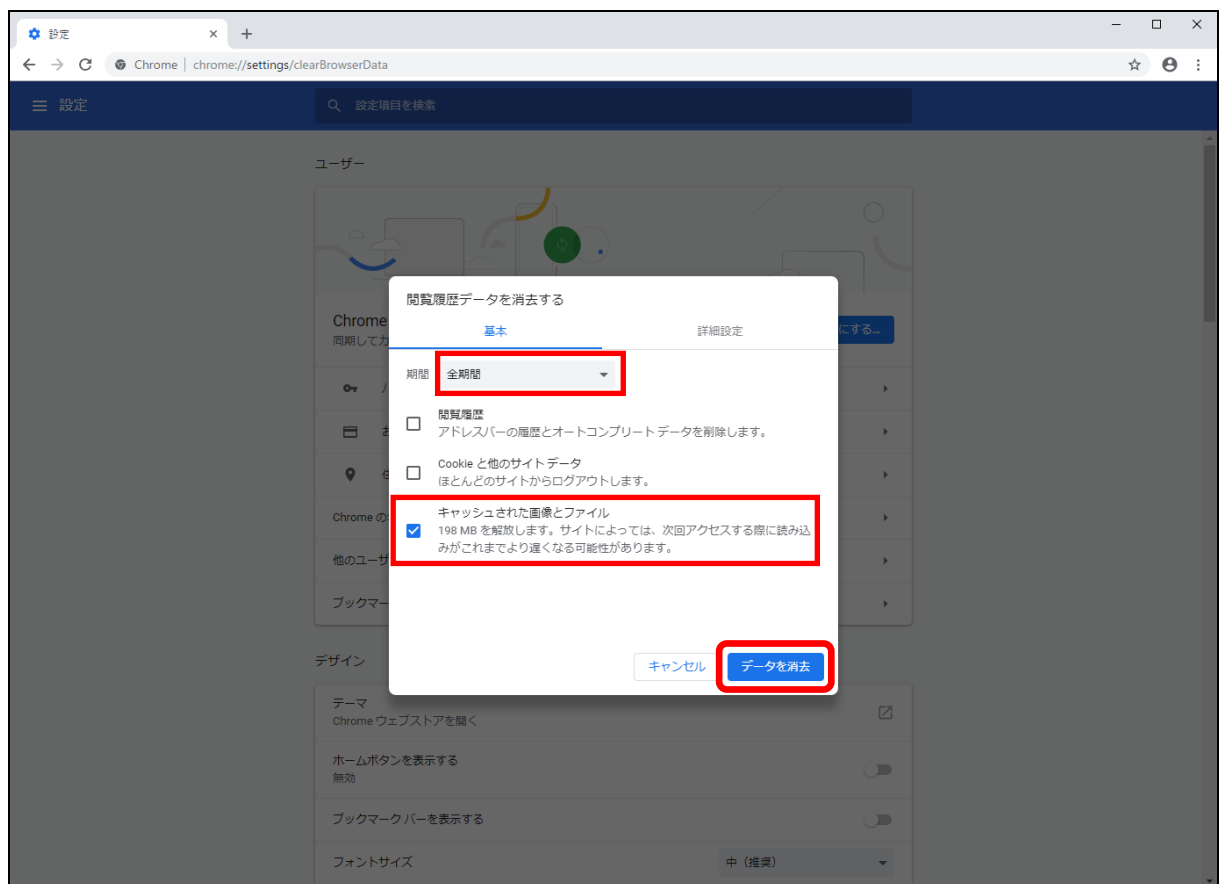 設定
Chrome | chrome://settings/clearBrowserData
設定
設定項目を検索
ユーザー
Chrome
同期してカ
にする...
閲覧履歴データを消去する
基本
詳細設定
期間
全期間
閲覧履歴
アドレスバーの履歴とオートコンプリート データを削除します。
Cookie と他のサイトデータ
ほとんどのサイトからログアウトします。
キャッシュされた画像とファイル
198 MB を解放します。サイトによっては、次回アクセスする際に読み込
みがこれまでより遅くなる可能性があります。
Chrome の
他のユーザ
ブックマー
キャンセル
データを消去
デザイン
テーマ
Chrome ウェブストアを開く
ホームボタンを表示する
無効
ブックマーク バーを表示する
フォントサイズ
中（推奨）